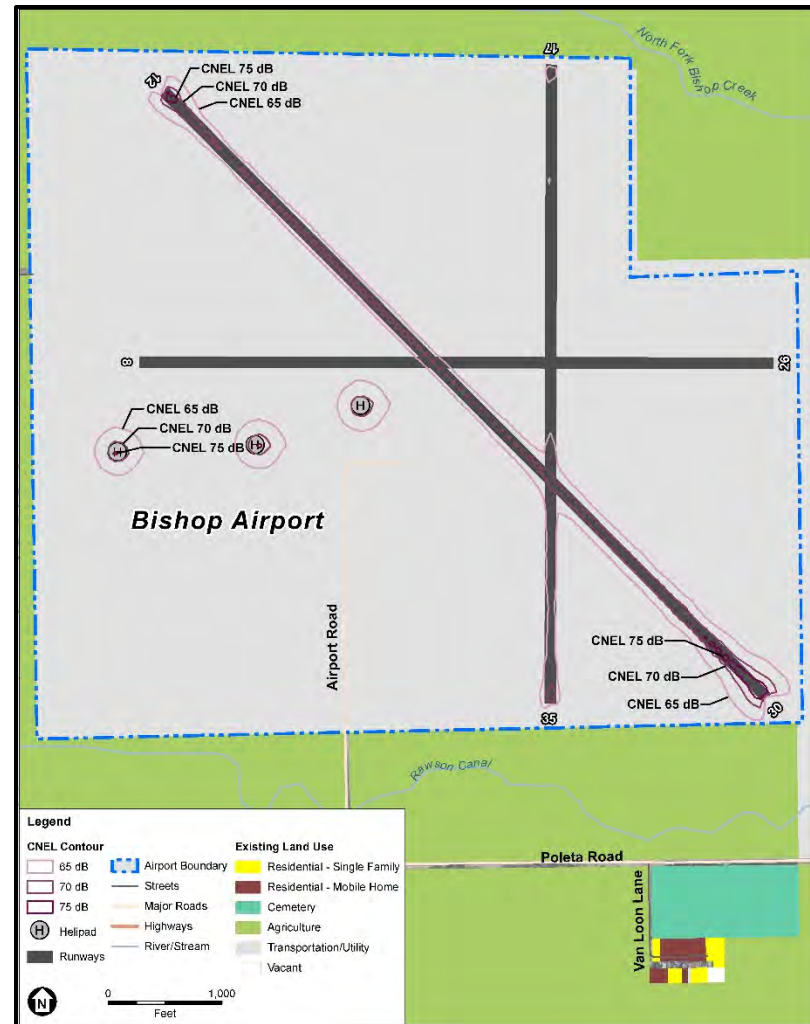 North Fork Bishop Creek
17
12
CNEL 75 dB
CNEL 70 dB
CNEL 65 dB
8
26
CNEL 65 dB
CNEL 70 dB
CNEL 75 dB
H
H
H
Bishop Airport
Airport Road
CNEL 75 dB
CNEL 70 dB
CNEL 65 dB
35
30
Rawson Canal
Poleta Road
Van Loon Lane
Legend
CNEL Contour
65 dB
70 dB
75 dB
H Helipad
Runways
Airport Boundary
Streets
Major Roads
Highways
River/Stream
Existing Land Use
Residential - Single Family
Residential - Mobile Home
Cemetery
Agriculture
Transportation/Utility
Vacant
N
0 1,000
Feet